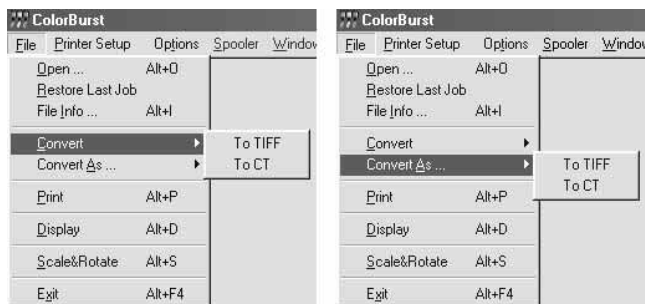 ColorBurst
File Printer Setup Options Spooler Window
Open ... Alt+O
Restore Last Job
File Info ... Alt+I
Convert
To TIFF
Convert As ...
To CT
Print Alt+P
Display Alt+D
Scale&Rotate Alt+S
Exit Alt+F4
ColorBurst
File Printer Setup Options Spooler Window
Open ... Alt+O
Restore Last Job
File Info ... Alt+I
Convert
Convert As ...
To TIFF
To CT
Print Alt+P
Display Alt+D
Scale&Rotate Alt+S
Exit Alt+F4